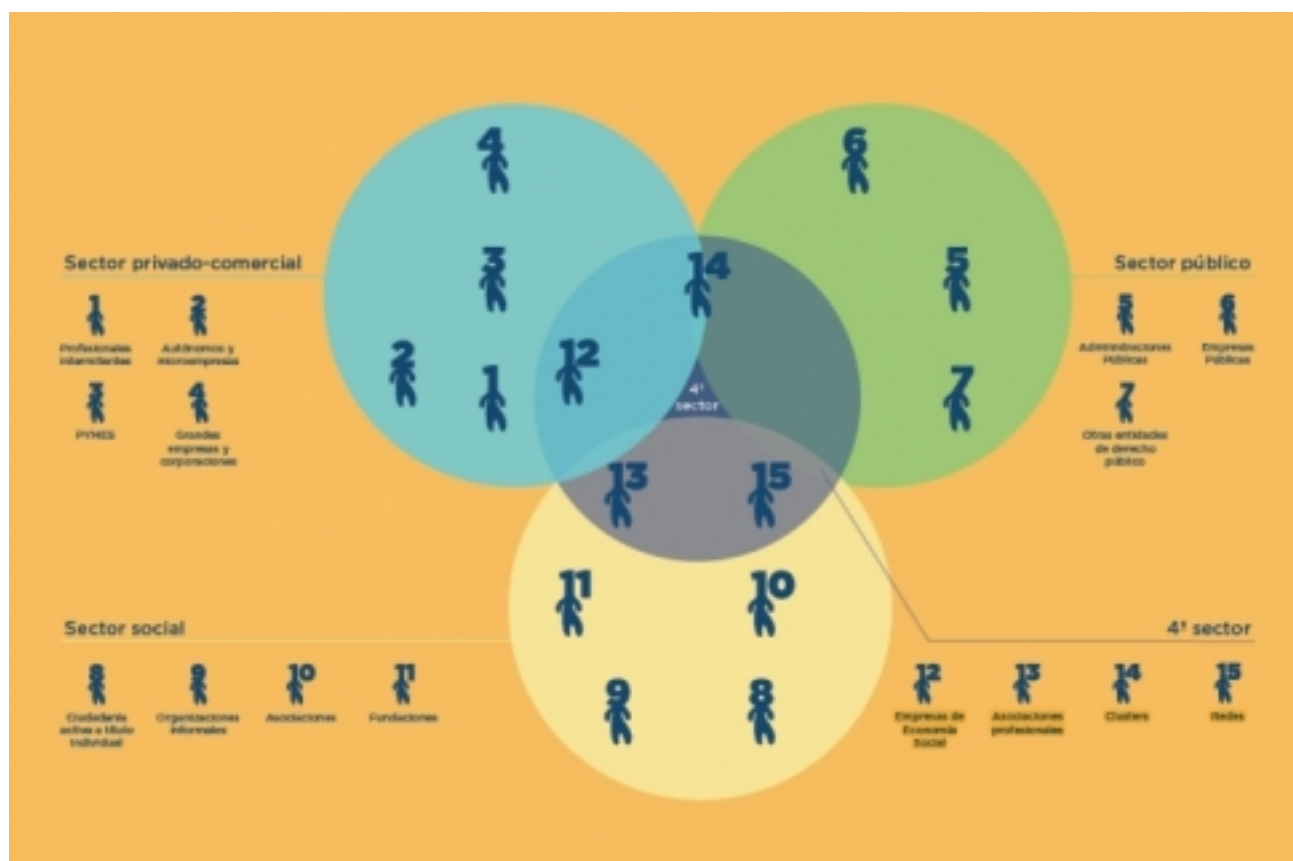 4
6
3
14
5
Sector privado-comercial
Sector público
1
2
5
6
Profesionales
Autónomos y
Administraciones
Empresas
intermitentes
microempresas
Públicas
Públicas
2
1
12
7
3
4
4º
sector
7
PYMES
Grandes
empresas y
corporaciones
Otras entidades
de derecho
público
13
15
11
10
Sector social
4º sector
8
9
10
11
9
8
12
13
14
15
Ciudadanía
activa a título
individual
Organizaciones
informales
Asociaciones
Fundaciones
Empresas de
Economía
Social
Asociaciones
profesionales
Clusters
Redes